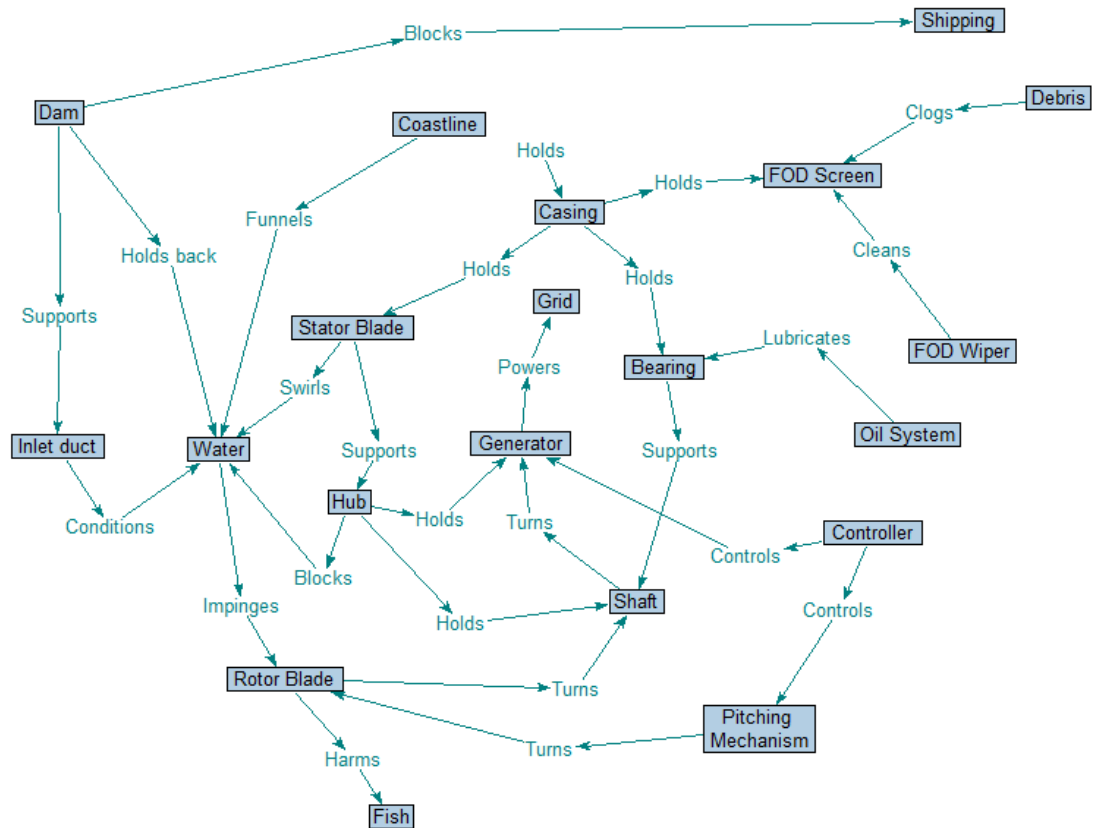 Shipping
Blocks
Debris
Dam
Clogs
Coastline
Holds
FOD Screen
Holds
Casing
Funnels
Holds back
Cleans
Holds
Holds
Grid
Supports
Stator Blade
Lubricates
FOD Wiper
Powers
Bearing
Swirls
Oil System
Inlet duct
Water
Generator
Supports
Supports
Hub
Holds
Turns
Conditions
Controller
Controls
Blocks
Impinges
Holds
Shaft
Controls
Rotor Blade
Turns
Pitching
Mechanism
Turns
Harms
Fish